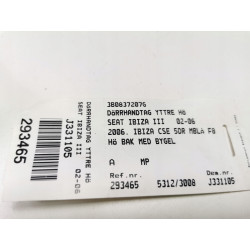 3B0837207G
DöRRHANDTAG YTTRE Hö
SEAT IBIZA III 02-06
2006. IBIZA CSE 5DR MBLA F8
Hö BAK MED BYGEL
A MP
Ref.nr. Ordernr. Dem.nr.
293465 5312/3008 J331105
DöRRHANDTAG YTTRE Hö
SEAT IBIZA III 02-06
J331105
293465